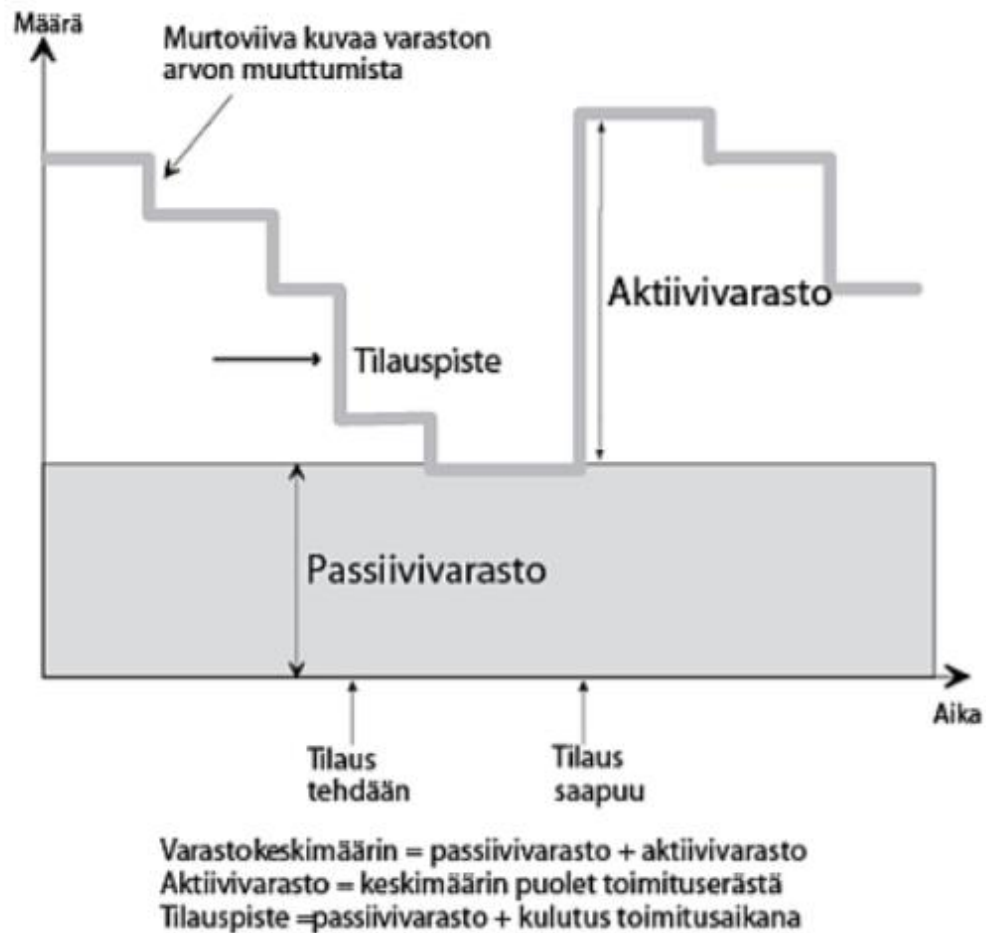 Määrä
Murtoviiva kuvaa varaston
arvon muuttumista
Aktiivivarasto
Tilauspiste
Passiivivarasto
Aika
Tilaus
tehdään
Tilaus
saapuu
Varastokeskimäärin = passiivivarasto + aktiivivarasto
Aktiivivarasto = keskimäärin puolet toimituserästä
Tilauspiste =passiivivarasto + kulutus toimitusaikana